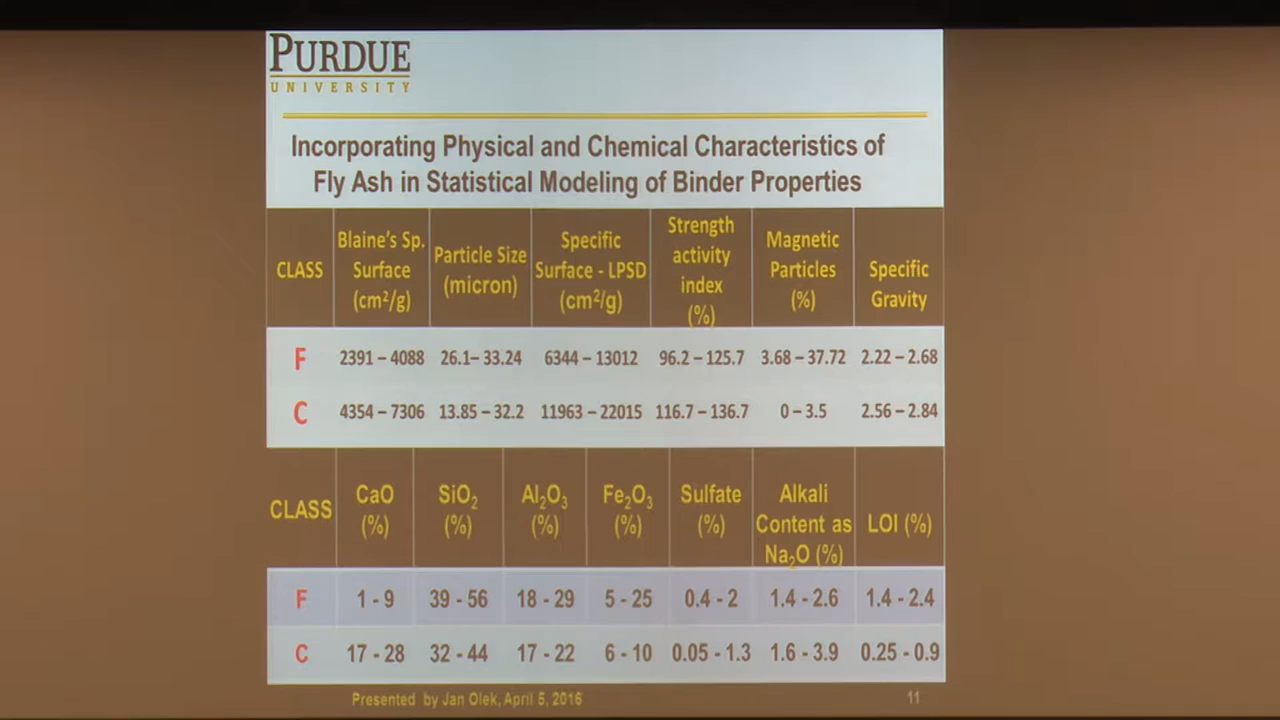 PURDUE
UNIVERSITY
Incorporating Physical and Chemical Characteristics of
Fly Ash in Statistical Modeling of Binder Properties
CLASS Blaine's Sp. Surface (cm²/g) Particle Size (micron) Specific Surface - LPSD (cm²/g) Strength activity index (%) Magnetic Particles (%) Specific Gravity
F 2391 – 4088 26.1– 33.24 6344 – 13012 96.2 – 125.7 3.68 – 37.72 2.22 – 2.68
C 4354 – 7306 13.85 – 32.2 11963 – 22015 116.7 – 136.7 0 – 3.5 2.56 – 2.84
CLASS CaO (%) SiO₂ (%) Al₂O₃ (%) Fe₂O₃ (%) Sulfate (%) Alkali Content as Na₂O (%) LOI (%)
F 1 - 9 39 - 56 18 - 29 5 - 25 0.4 - 2 1.4 - 2.6 1.4 - 2.4
C 17 - 28 32 - 44 17 - 22 6 - 10 0.05 - 1.3 1.6 - 3.9 0.25 - 0.9
Presented by Jan Olek, April 5, 2016 11